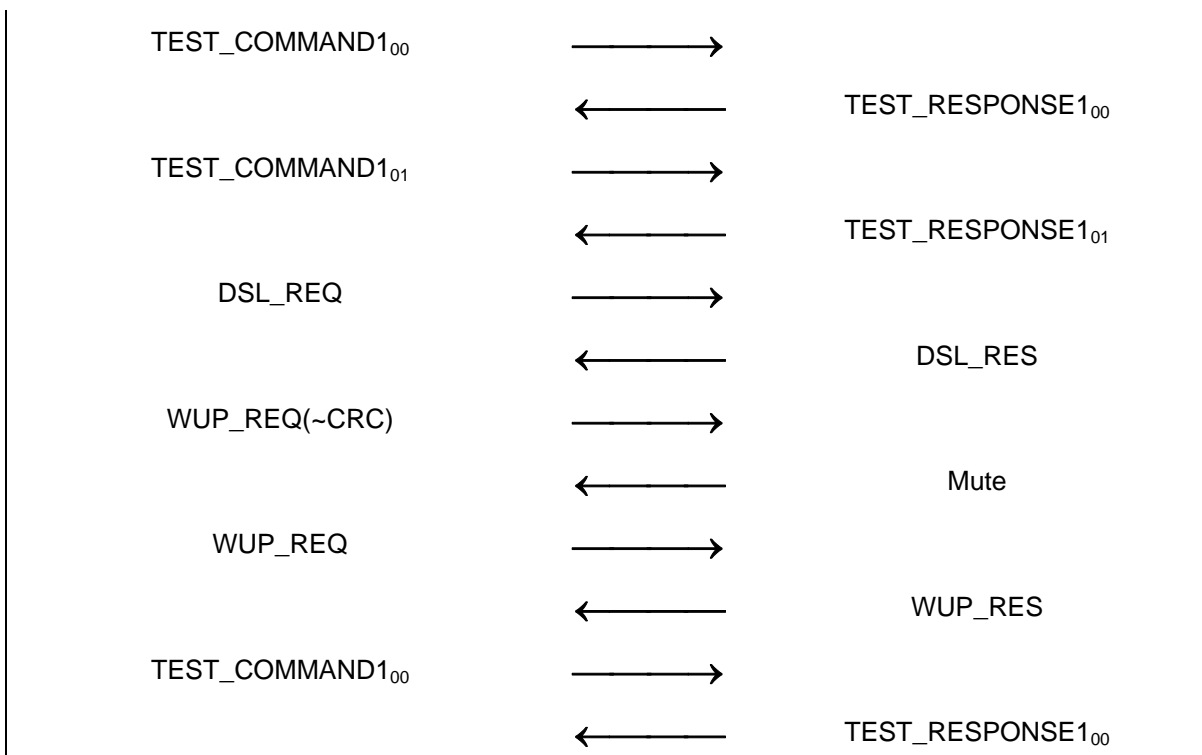 TEST_COMMAND1₀₀
TEST_RESPONSE1₀₀
TEST_COMMAND1₀₁
TEST_RESPONSE1₀₁
DSL_REQ
DSL_RES
WUP_REQ(~CRC)
Mute
WUP_REQ
WUP_RES
TEST_COMMAND1₀₀
TEST_RESPONSE1₀₀